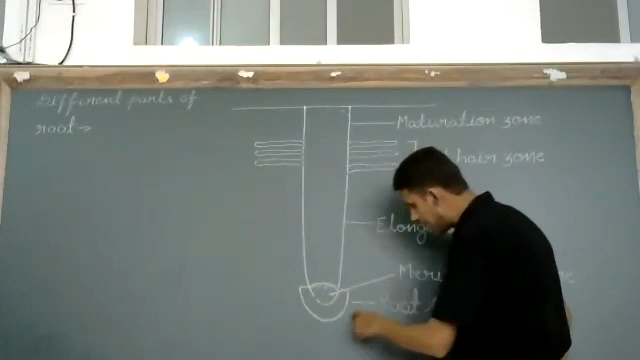 Different parts of
root →
Maturation zone
hair zone
Elong
Meri
Root